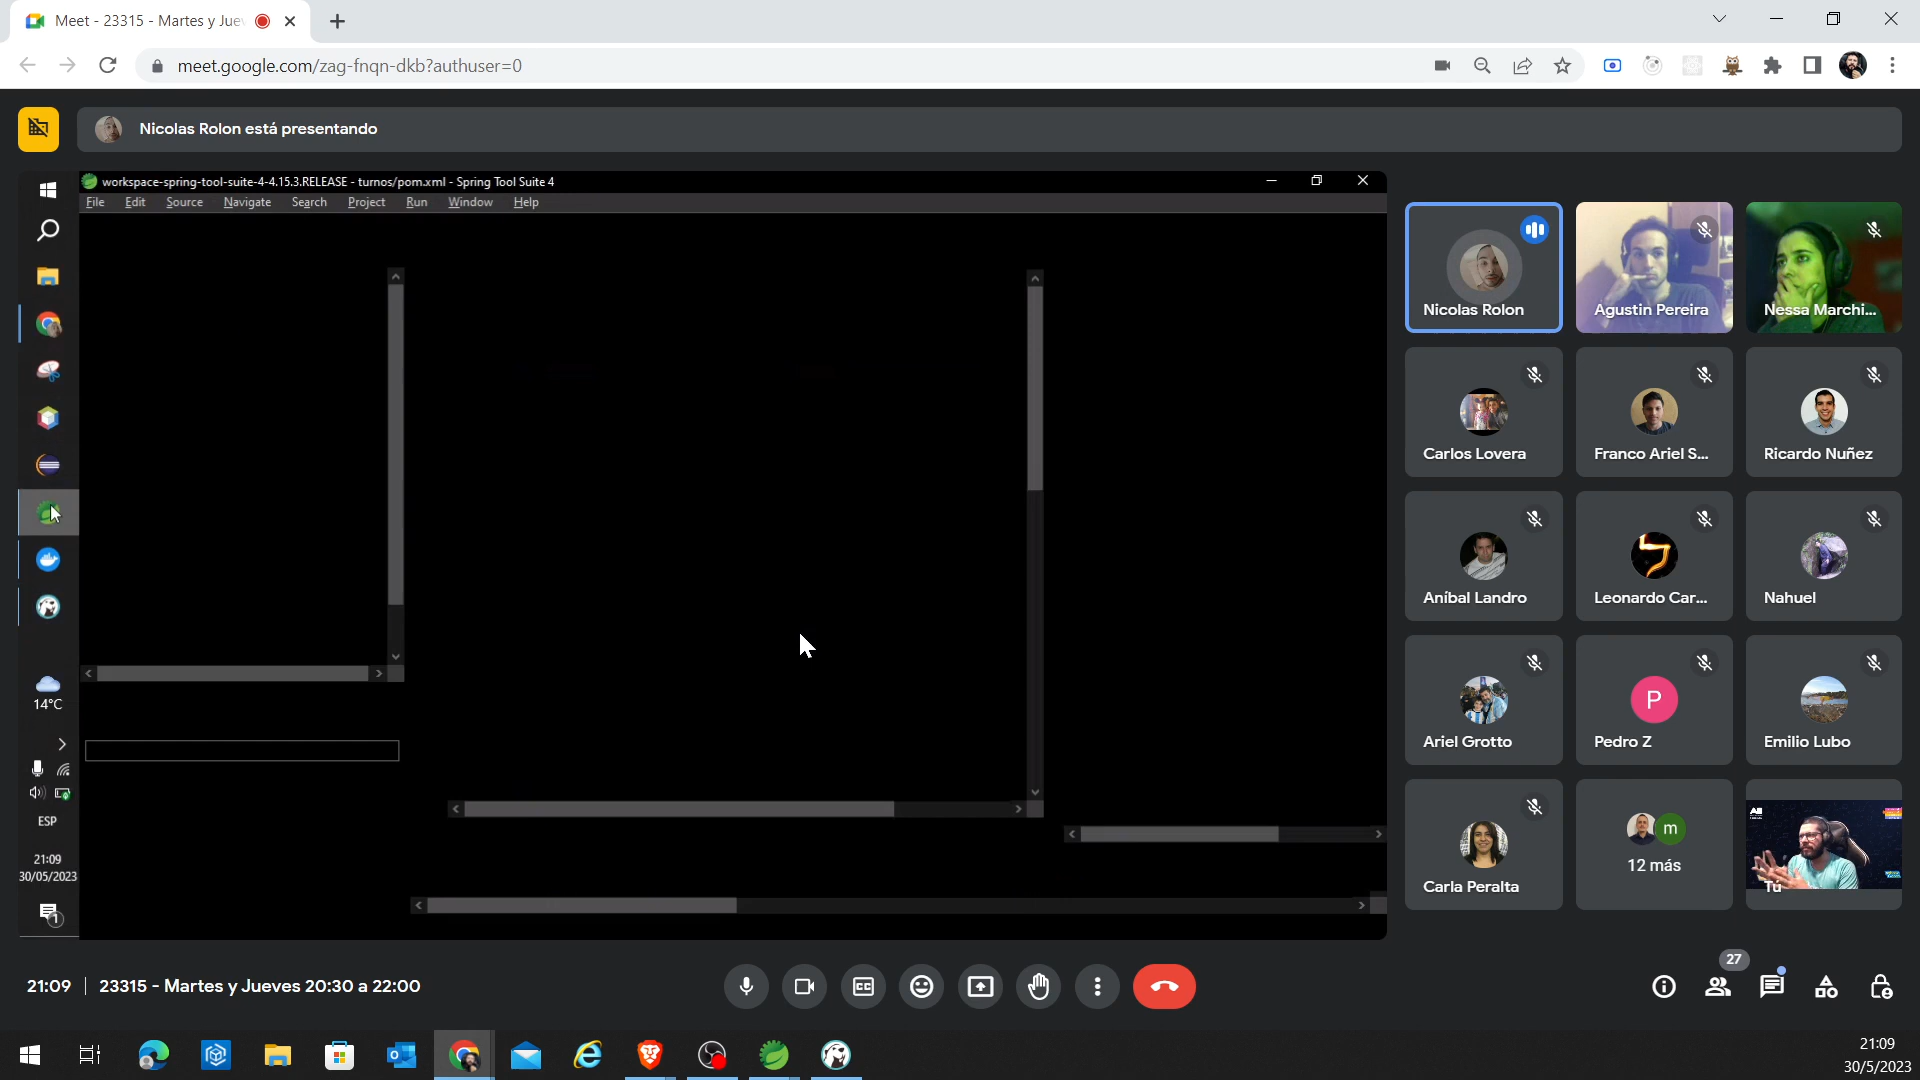 Meet - 23315 - Martes y Juev
meet.google.com/zag-fnqn-dkb?authuser=0
Nicolas Rolon está presentando
workspace-spring-tool-suite-4-4.15.3.RELEASE - turnos/pom.xml - Spring Tool Suite 4
File Edit Source Navigate Search Project Run Window Help
14°C
ESP
21:09
30/05/2023
1
Nicolas Rolon
Agustin Pereira
Nessa Marchi...
Carlos Lovera
Franco Ariel S...
Ricardo Nuñez
Aníbal Landro
Leonardo Car...
Nahuel
Ariel Grotto
P
Pedro Z
Emilio Lubo
Carla Peralta
m
12 más
Tú
21:09 | 23315 - Martes y Jueves 20:30 a 22:00
27
21:09
30/5/2023